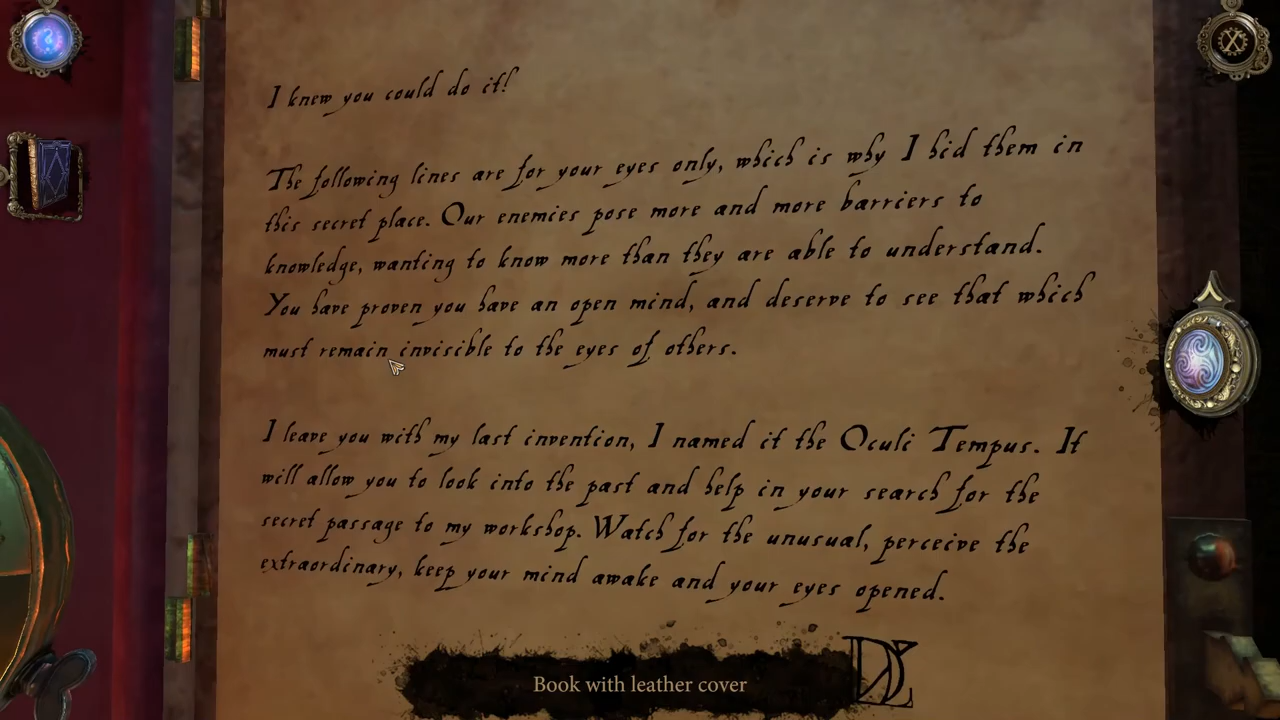 I knew you could do it!
The following lines are for your eyes only, which is why I hid them in
this secret place. Our enemies pose more and more barriers to
knowledge, wanting to know more than they are able to understand.
You have proven you have an open mind, and deserve to see that which
must remain invisible to the eyes of others.
I leave you with my last invention, I named it the Oculi Tempus. It
will allow you to look into the past and help in your search for the
secret passage to my workshop. Watch for the unusual, perceive the
extraordinary, keep your mind awake and your eyes opened.
Book with leather cover